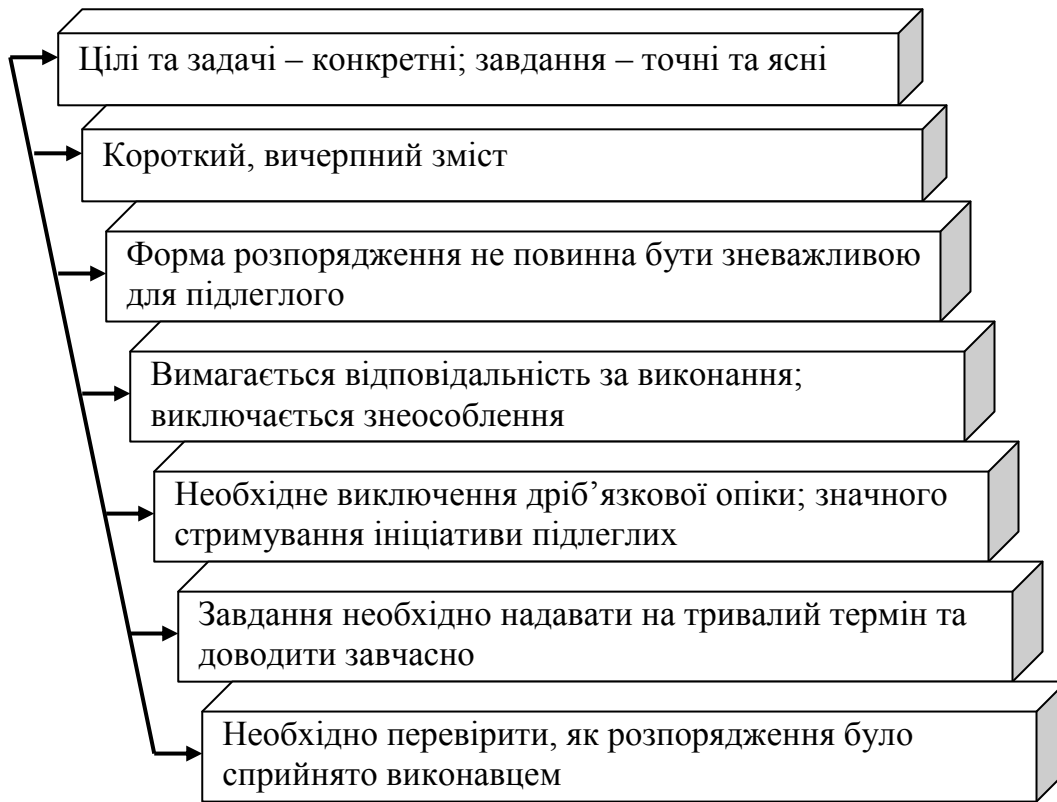 Цілі та задачі – конкретні; завдання – точні та ясні
Короткий, вичерпний зміст
Форма розпорядження не повинна бути зневажливою
для підлеглого
Вимагається відповідальність за виконання;
виключається знеособлення
Необхідне виключення дріб’язкової опіки; значного
стримування ініціативи підлеглих
Завдання необхідно надавати на тривалий термін та
доводити завчасно
Необхідно перевірити, як розпорядження було
сприйнято виконавцем